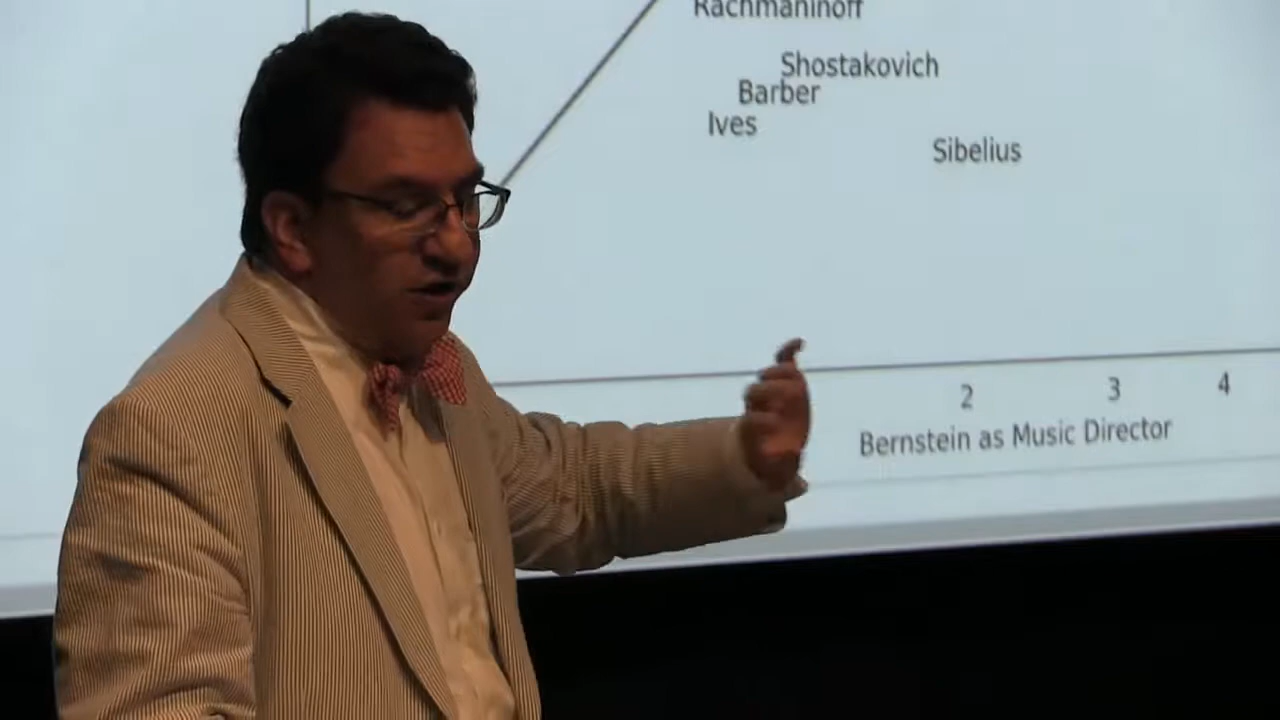 Rachmaninoff
Shostakovich
Barber
Ives
Sibelius
2 3 4
Bernstein as Music Director